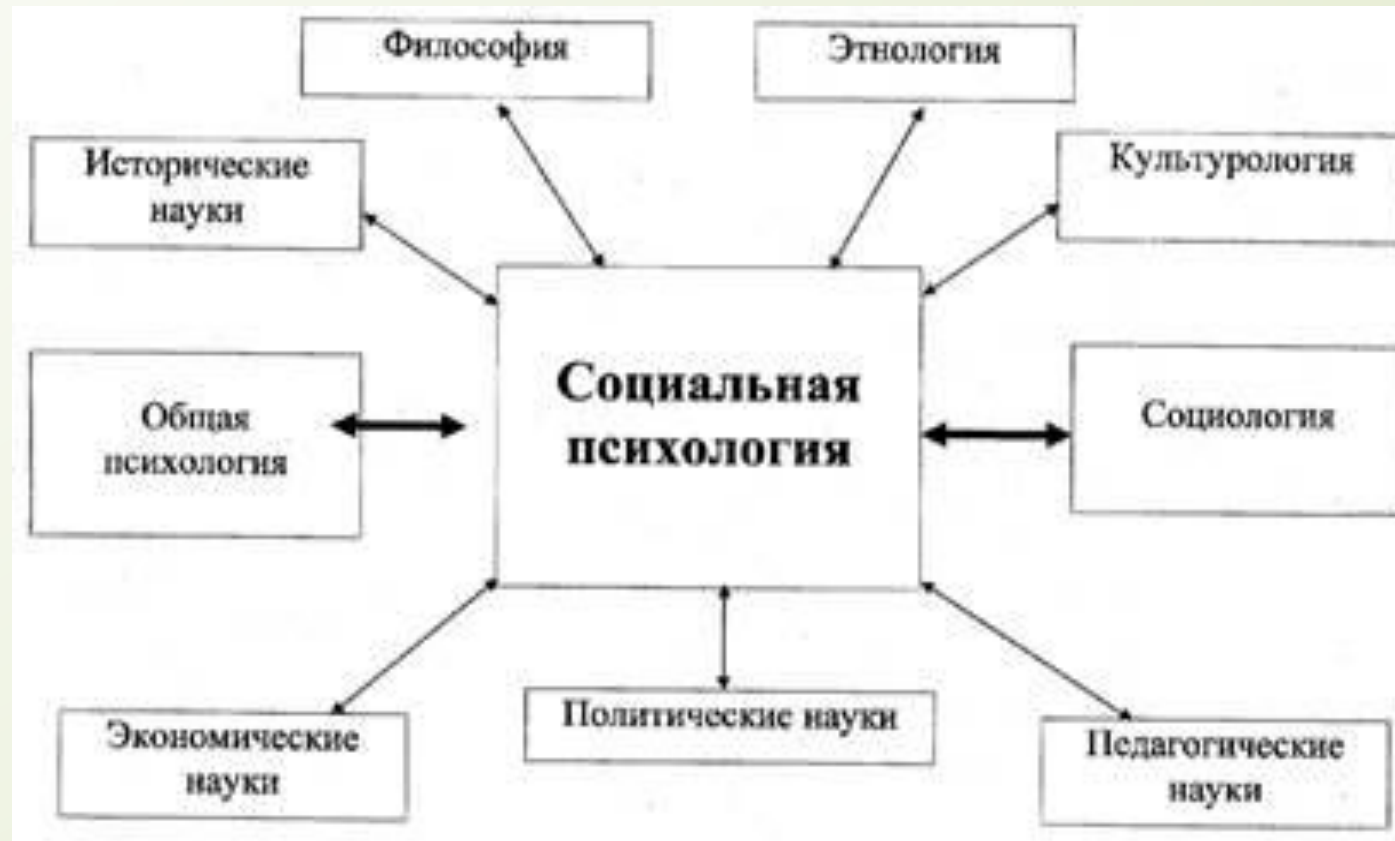 Философия
Этнология
Исторические
науки
Культурология
Общая
психология
Социальная
психология
Социология
Экономические
науки
Политические науки
Педагогические
науки